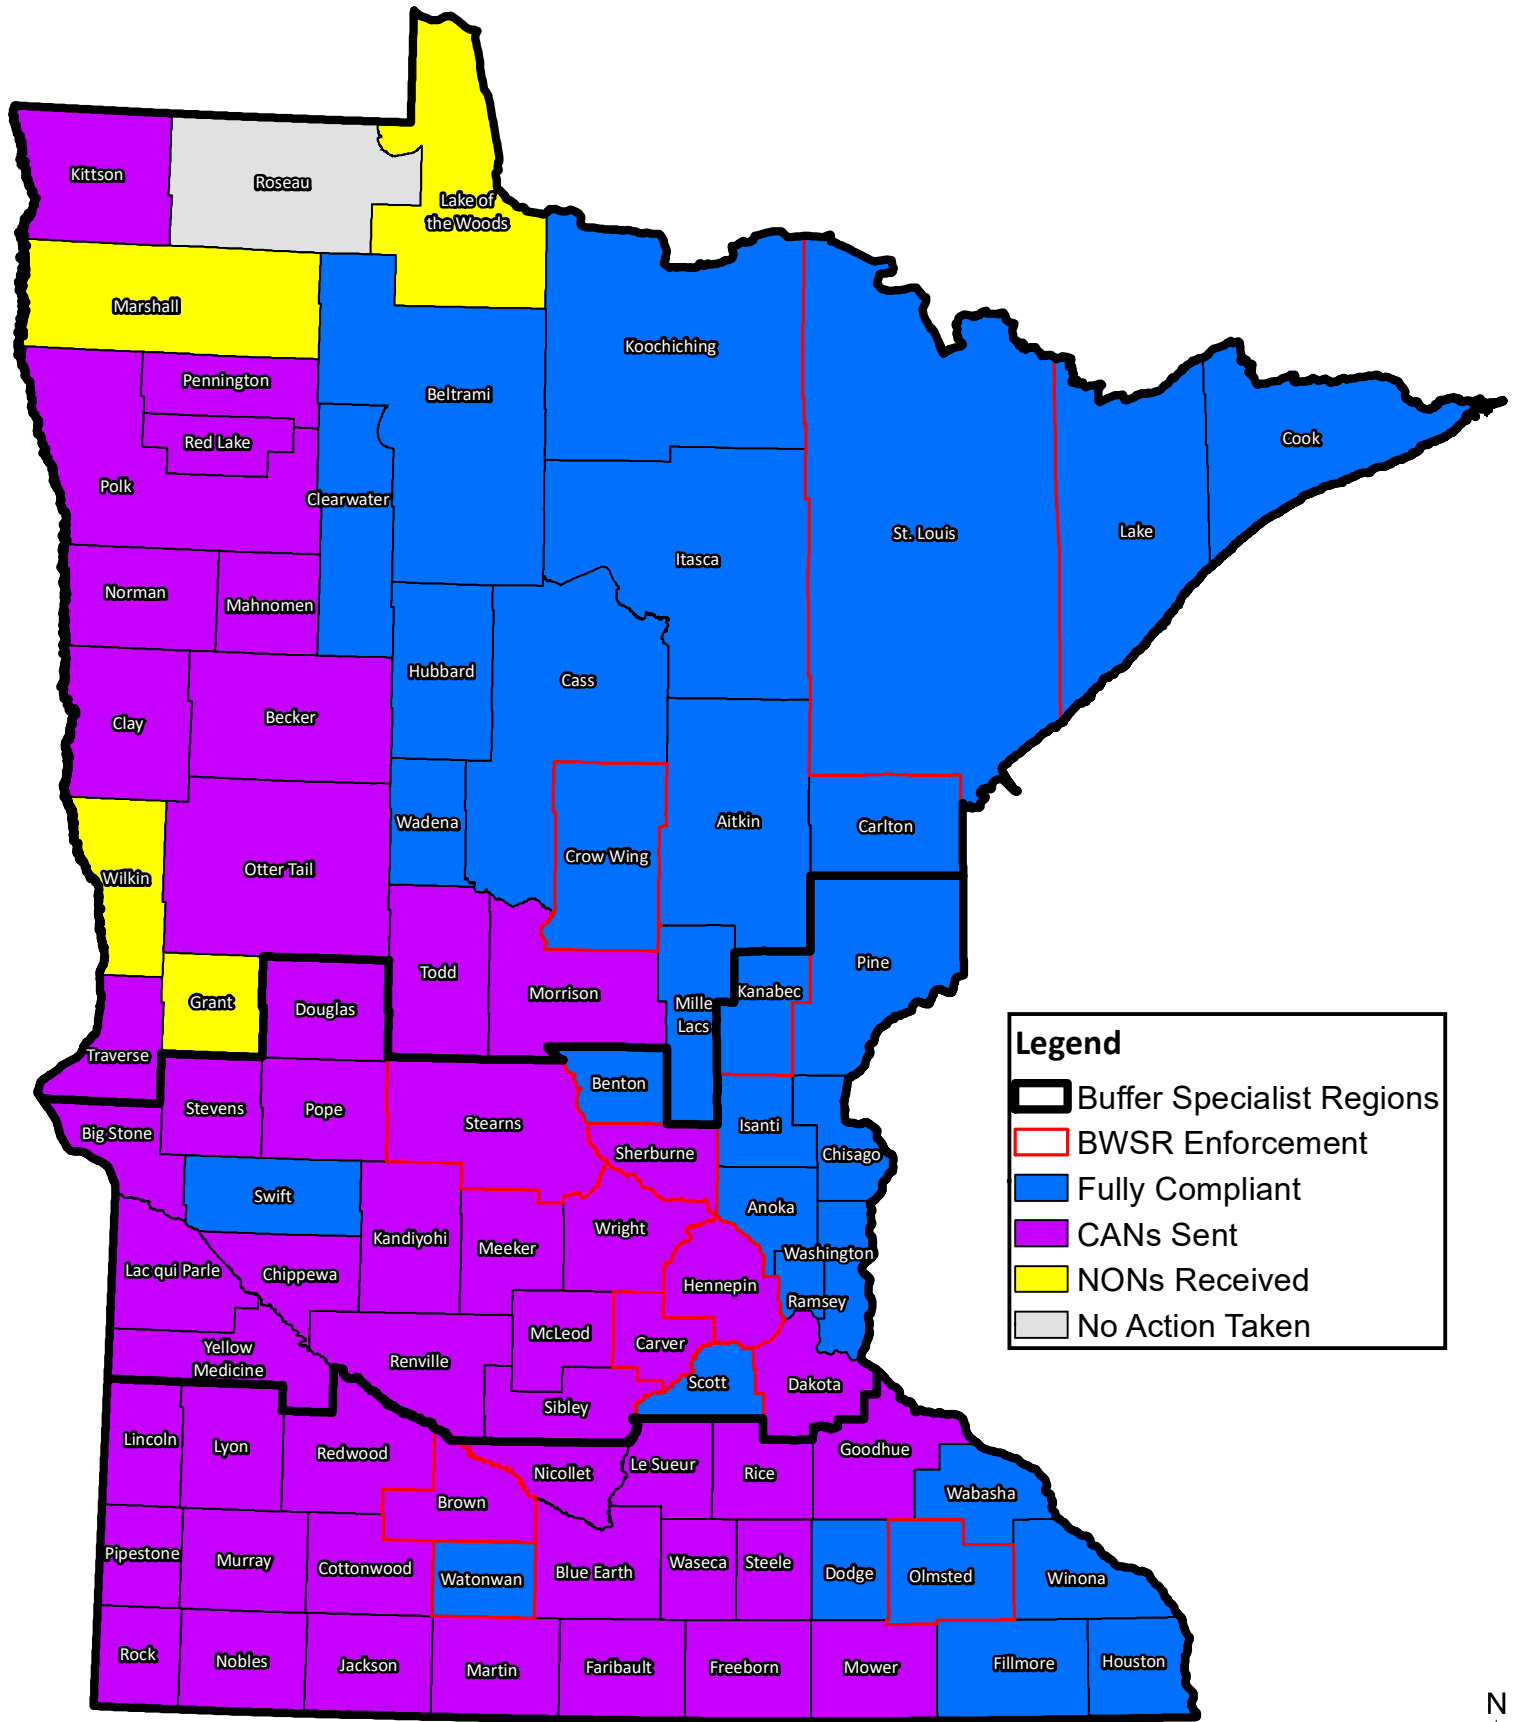 Kittson
Roseau
Lake of
the Woods
Marshall
Koochiching
Pennington
Beltrami
Red Lake
Cook
Polk
Clearwater
St. Louis
Lake
Itasca
Norman
Mahnomen
Hubbard
Cass
Clay
Becker
Wadena
Aitkin
Carlton
Crow Wing
Otter Tail
Wilkin
Pine
Todd
Morrison
Kanabec
Grant
Douglas
Mille
Lacs
Traverse
Benton
Stevens
Pope
Stearns
Isanti
Big Stone
Sherburne
Chisago
Swift
Anoka
Kandiyohi
Meeker
Wright
Washington
Lac qui Parle
Chippewa
Hennepin
Ramsey
McLeod
Carver
Yellow
Medicine
Renville
Scott
Dakota
Sibley
Lincoln
Lyon
Redwood
Goodhue
Nicollet
Le Sueur
Rice
Brown
Wabasha
Pipestone
Murray
Cottonwood
Watonwan
Blue Earth
Waseca
Steele
Dodge
Olmsted
Winona
Rock
Nobles
Jackson
Martin
Faribault
Freeborn
Mower
Fillmore
Houston
Legend
Buffer Specialist Regions
BWSR Enforcement
Fully Compliant
CANs Sent
NONs Received
No Action Taken
N